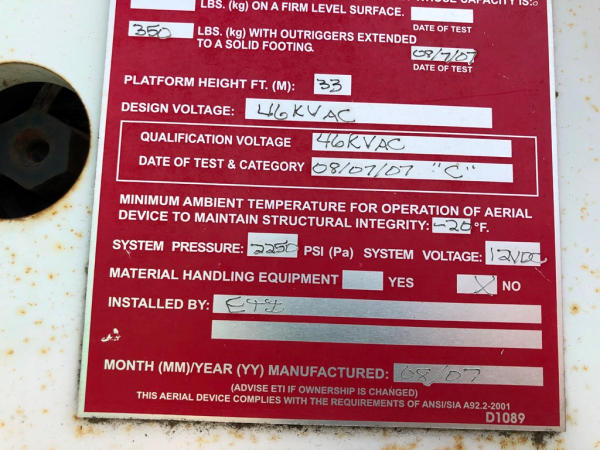 LBS. (kg) ON A FIRM LEVEL SURFACE.
DATE OF TEST
350 LBS. (kg) WITH OUTRIGGERS EXTENDED
TO A SOLID FOOTING.
08/7/07
DATE OF TEST
PLATFORM HEIGHT FT. (M): 33
DESIGN VOLTAGE: 46KVAC
QUALIFICATION VOLTAGE 46KVAC
DATE OF TEST & CATEGORY 08/07/07 "C"
MINIMUM AMBIENT TEMPERATURE FOR OPERATION OF AERIAL
DEVICE TO MAINTAIN STRUCTURAL INTEGRITY: -20 °F.
SYSTEM PRESSURE: 2250 PSI (Pa) SYSTEM VOLTAGE: 12VDC
MATERIAL HANDLING EQUIPMENT YES X NO
INSTALLED BY: ETI
MONTH (MM)/YEAR (YY) MANUFACTURED: 08/07
(ADVISE ETI IF OWNERSHIP IS CHANGED)
THIS AERIAL DEVICE COMPLIES WITH THE REQUIREMENTS OF ANSI/SIA A92.2-2001
D1089